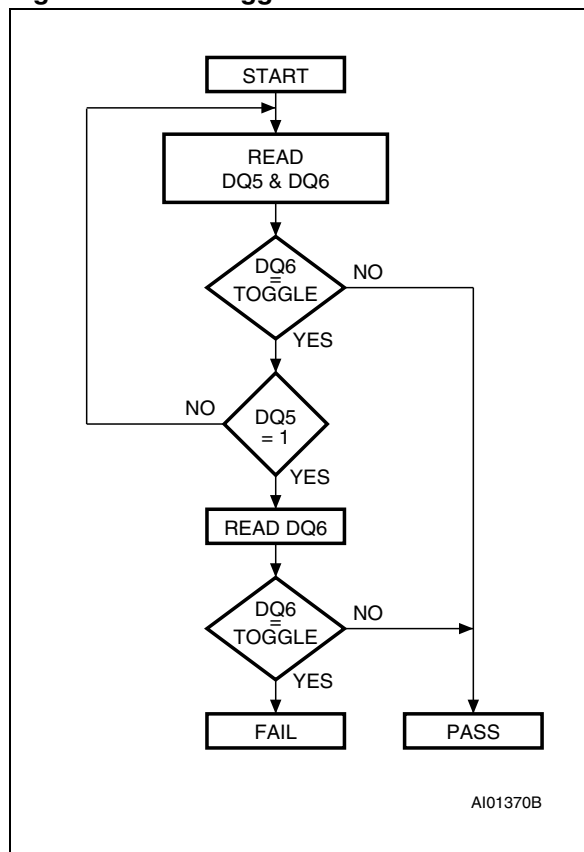 START
READ
DQ5 & DQ6
DQ6
=
TOGGLE
NO
YES
NO
DQ5
= 1
YES
READ DQ6
DQ6
=
TOGGLE
NO
YES
FAIL
PASS
AI01370B